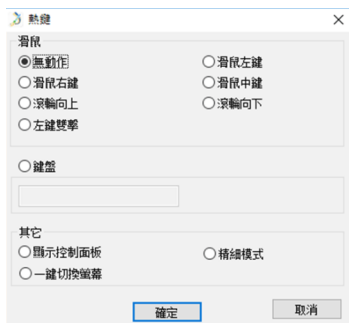 熱鍵
滑鼠
無動作 滑鼠左鍵
滑鼠右鍵 滑鼠中鍵
滾輪向上 滾輪向下
左鍵雙擊
鍵盤
其它
顯示控制面板 精細模式
一鍵切換螢幕
確定 取消